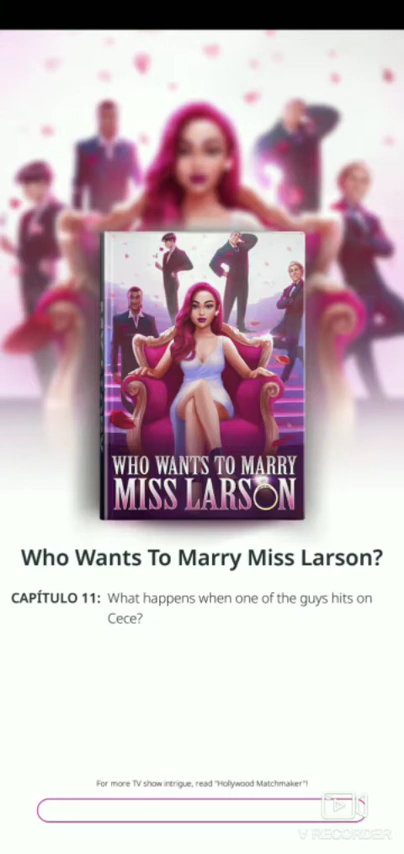 WHO WANTS TO MARRY
MISS LARSON
Who Wants To Marry Miss Larson?
CAPÍTULO 11: What happens when one of the guys hits on
Cece?
For more TV show intrigue, read "Hollywood Matchmaker"!
V RECORDER